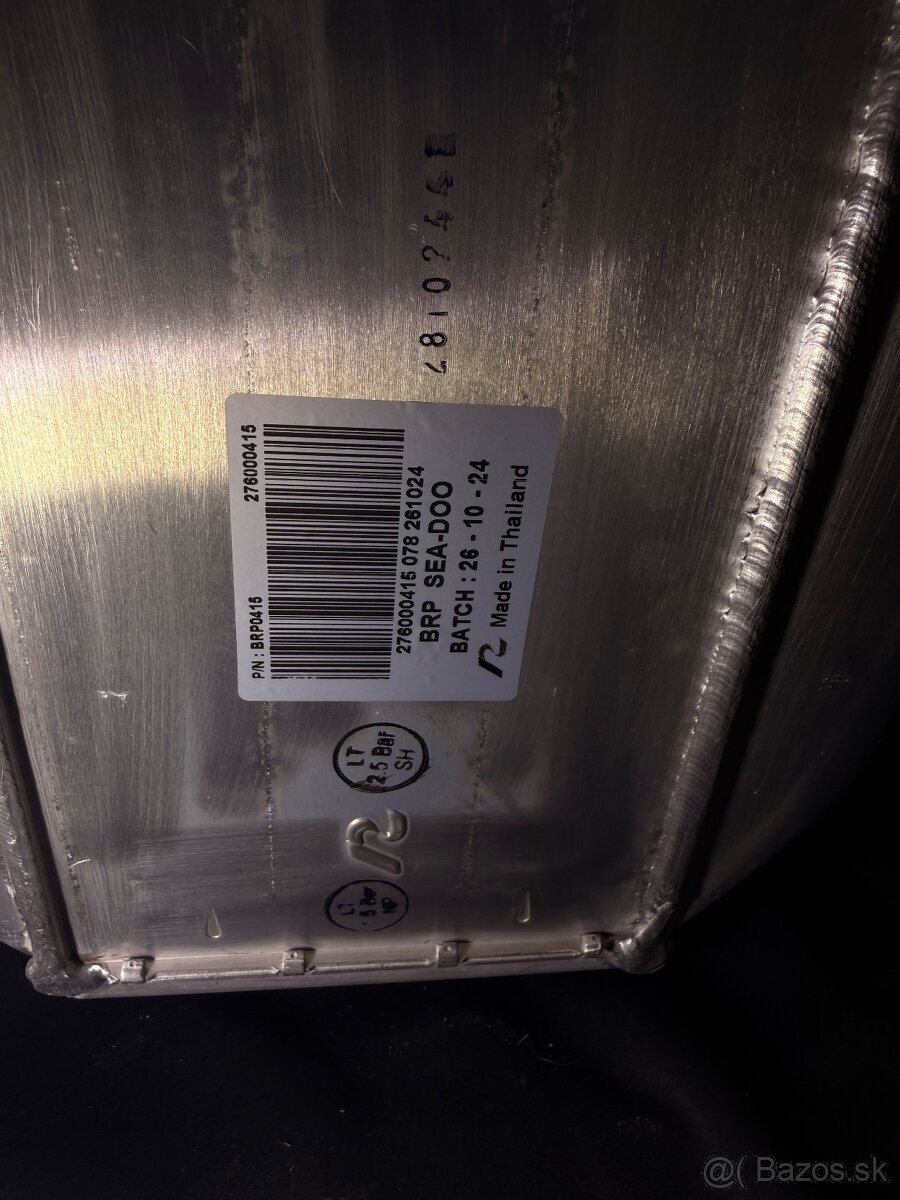 P/N : BRP0415 276000415
276000415 078 261024
BRP SEA-DOO
BATCH : 26 - 10 - 24
Made in Thailand
LT
2.5 Bar
SH
LT
@( Bazos.sk